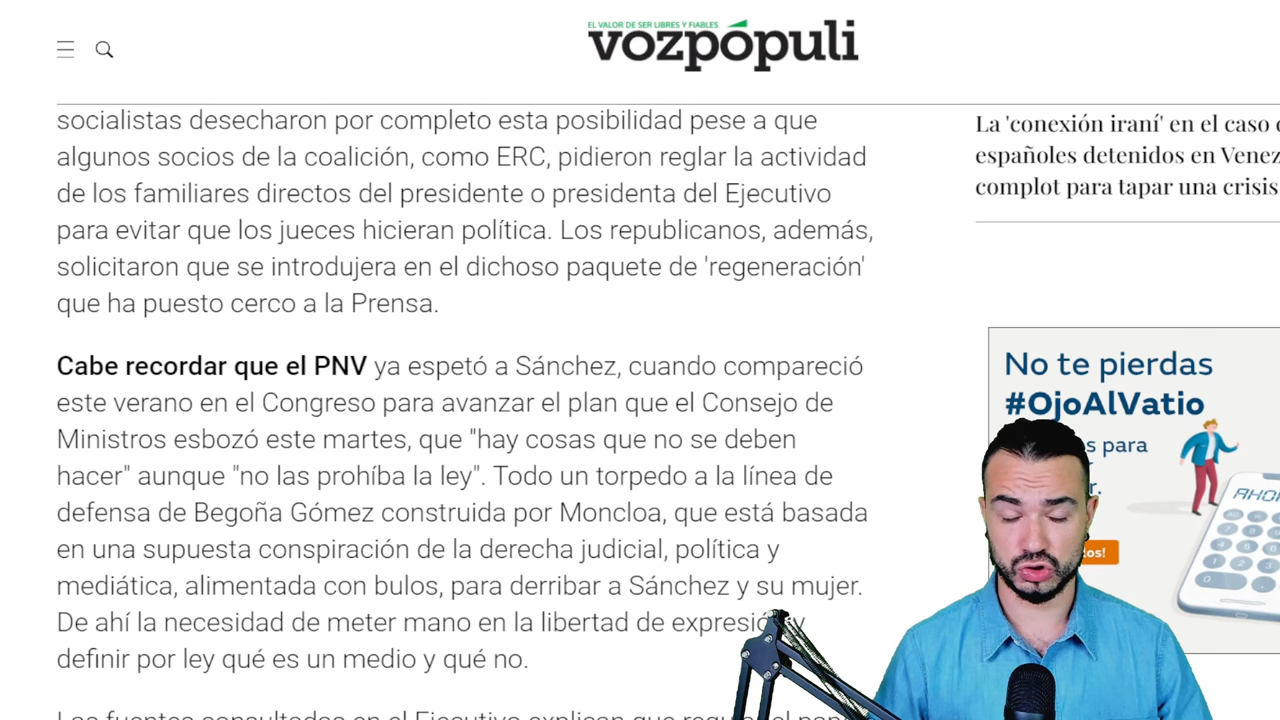 EL VALOR DE SER LIBRES Y FIABLES
vozpópuli
socialistas desecharon por completo esta posibilidad pese a que
algunos socios de la coalición, como ERC, pidieron reglar la actividad
de los familiares directos del presidente o presidenta del Ejecutivo
para evitar que los jueces hicieran política. Los republicanos, además,
solicitaron que se introdujera en el dichoso paquete de 'regeneración'
que ha puesto cerco a la Prensa.
Cabe recordar que el PNV ya espetó a Sánchez, cuando compareció
este verano en el Congreso para avanzar el plan que el Consejo de
Ministros esbozó este martes, que "hay cosas que no se deben
hacer" aunque "no las prohíba la ley". Todo un torpedo a la línea de
defensa de Begoña Gómez construida por Moncloa, que está basada
en una supuesta conspiración de la derecha judicial, política y
mediática, alimentada con bulos, para derribar a Sánchez y su mujer.
De ahí la necesidad de meter mano en la libertad de expresión y
definir por ley qué es un medio y qué no.
Las fuentes consultadas en el Ejecutivo explican que
La 'conexión iraní' en el caso
españoles detenidos en
complot para tapar una crisis
No te pierdas
#OjoAlVatio
para